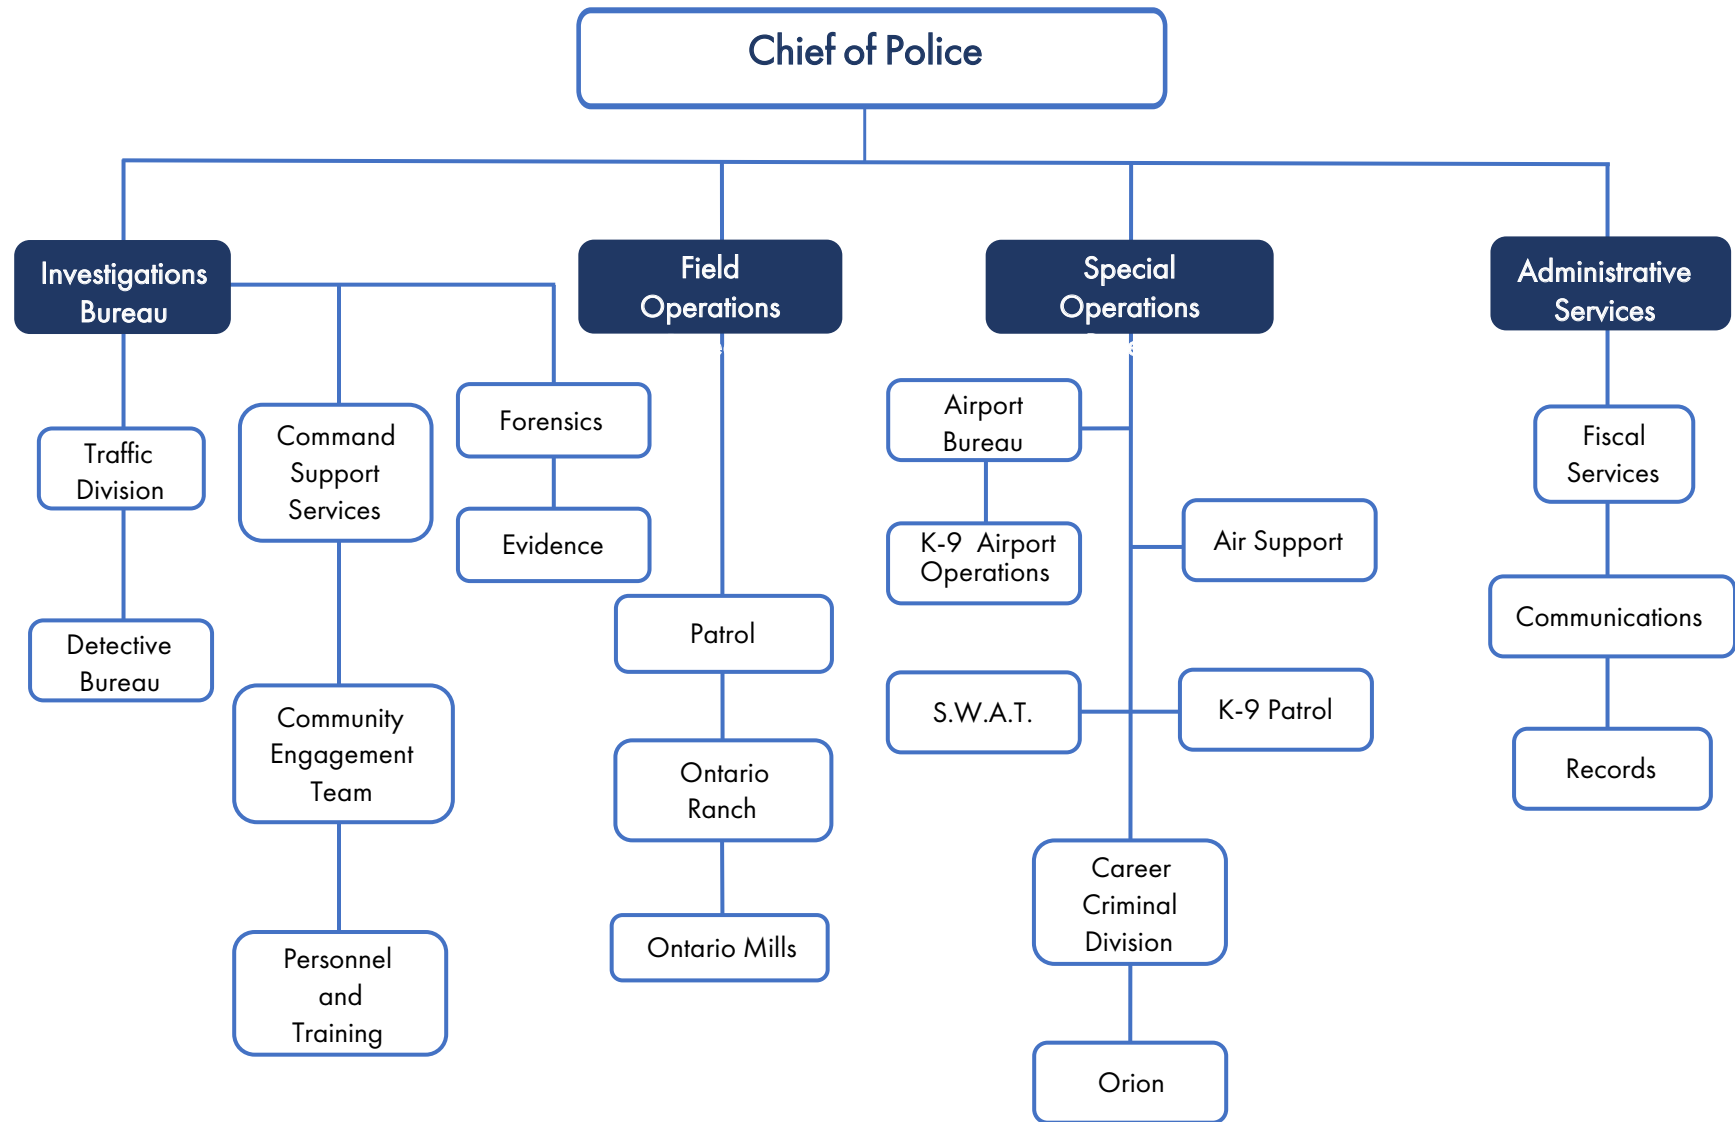 Chief of Police
Investigations
Bureau
Traffic
Division
Detective
Bureau
Command
Support
Services
Community
Engagement
Team
Personnel
and
Training
Forensics
Evidence
Field
Operations
Patrol
Ontario
Ranch
Ontario Mills
Special
Operations
Airport
Bureau
K-9 Airport
Operations
Air Support
S.W.A.T.
K-9 Patrol
Career
Criminal
Division
Orion
Administrative
Services
Fiscal
Services
Communications
Records